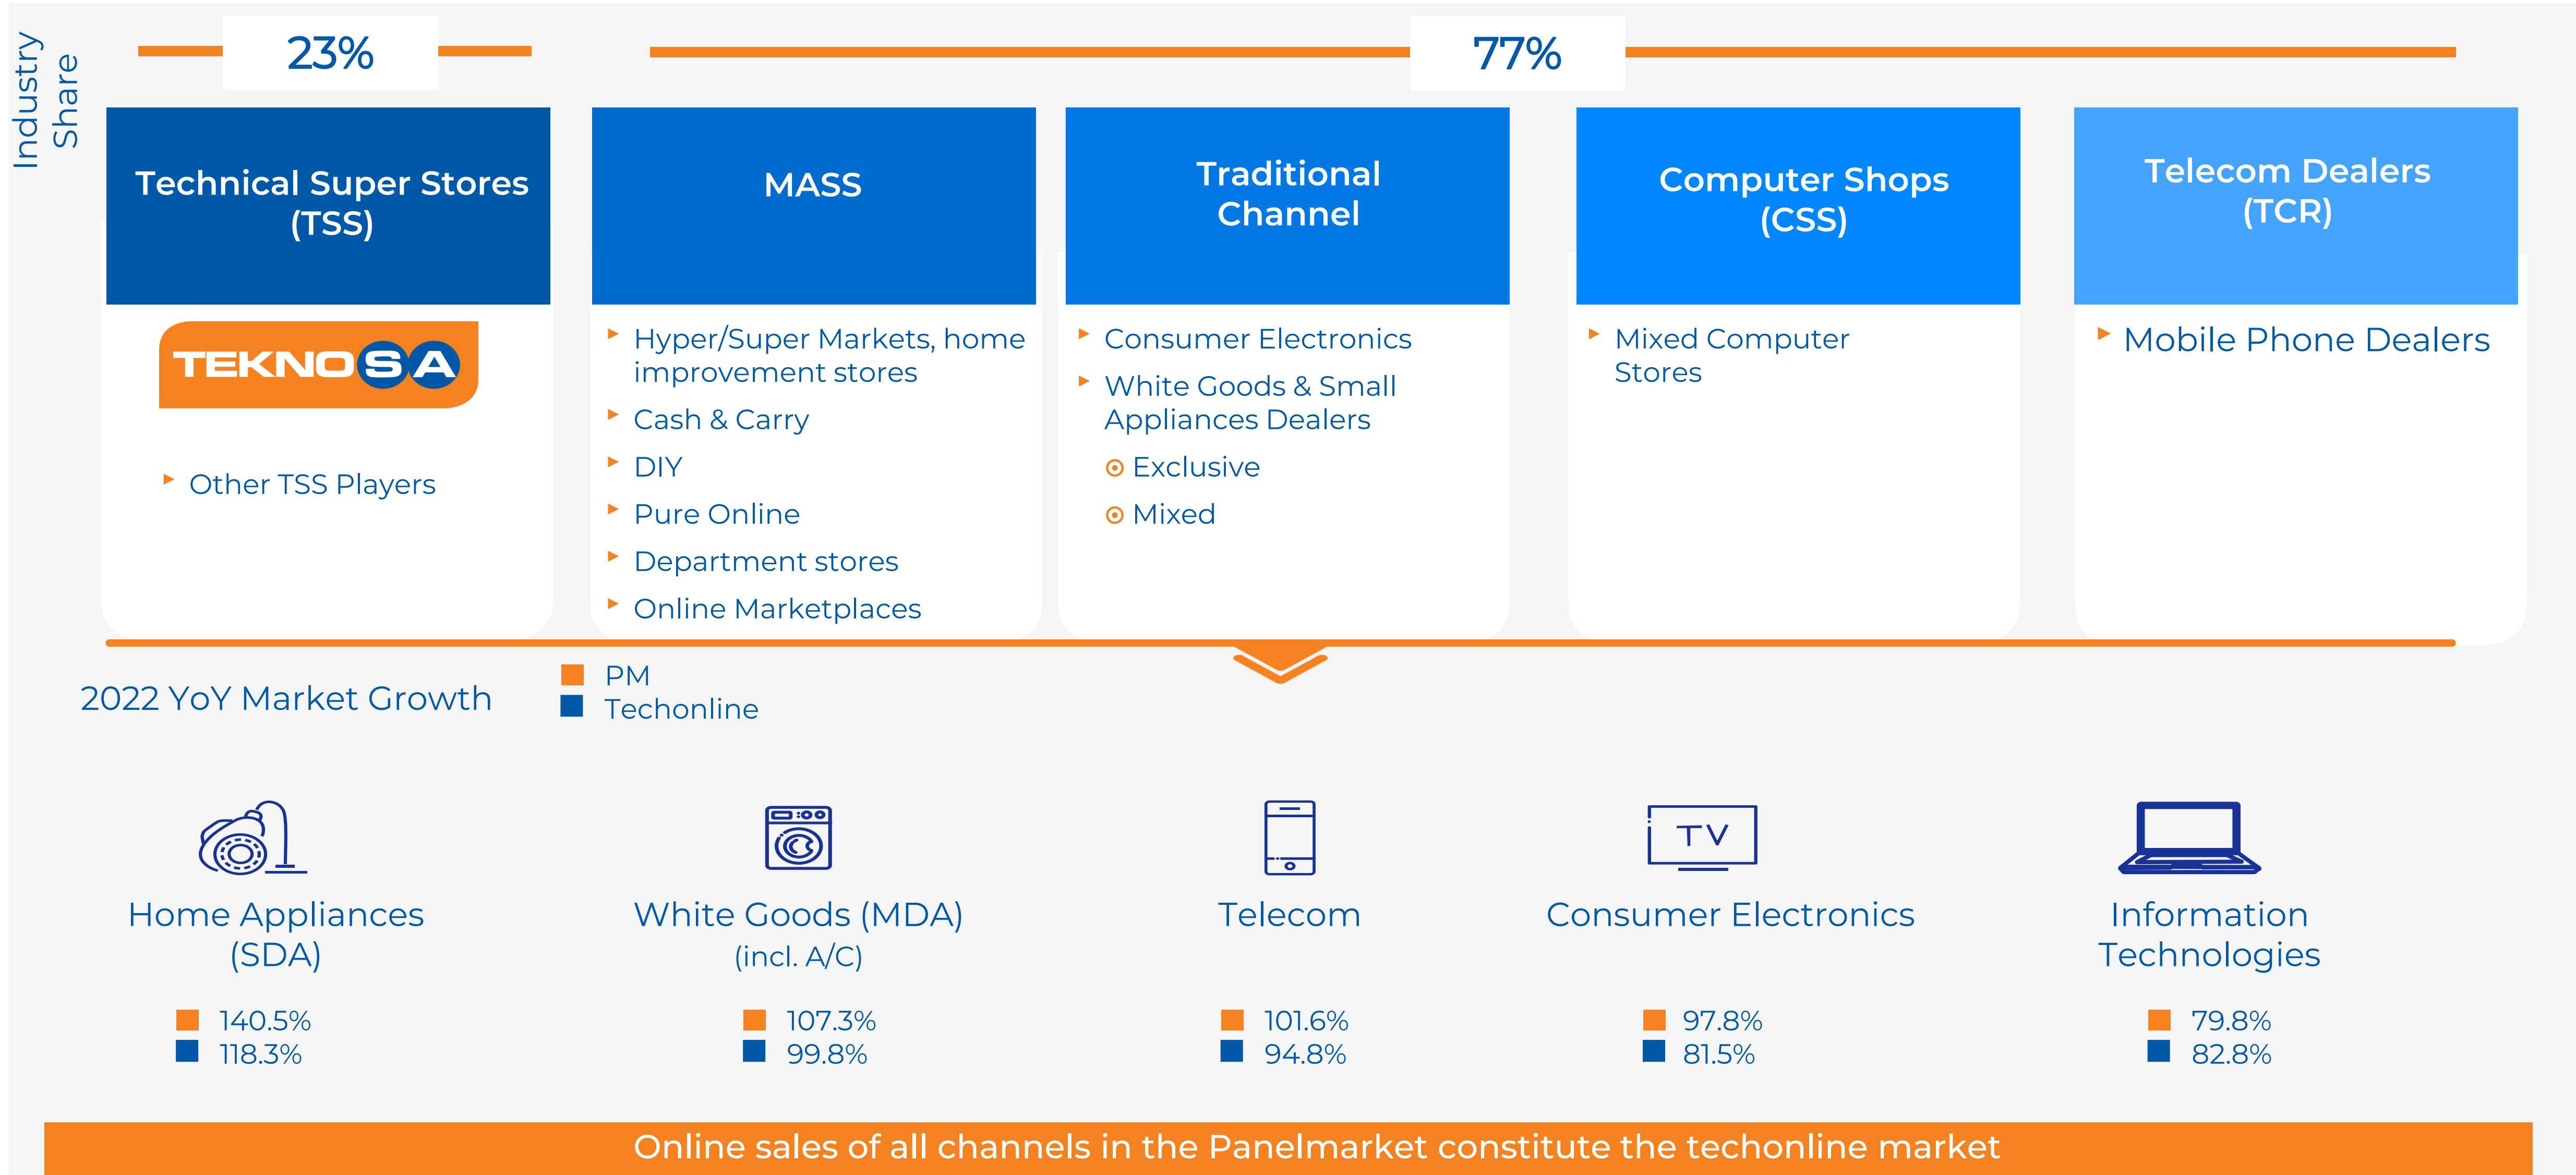 Industry
Share
23%
77%
Technical Super Stores
(TSS)
MASS
Traditional
Channel
Computer Shops
(CSS)
Telecom Dealers
(TCR)
TEKNOSA
Other TSS Players
Hyper/Super Markets, home
improvement stores
Cash & Carry
DIY
Pure Online
Department stores
Online Marketplaces
Consumer Electronics
White Goods & Small
Appliances Dealers
Exclusive
Mixed
Mixed Computer
Stores
Mobile Phone Dealers
2022 YoY Market Growth
PM
Techonline
TV
Home Appliances
(SDA)
140.5%
118.3%
White Goods (MDA)
(incl. A/C)
107.3%
99.8%
Telecom
101.6%
94.8%
Consumer Electronics
97.8%
81.5%
Information
Technologies
79.8%
82.8%
Online sales of all channels in the Panelmarket constitute the techonline market